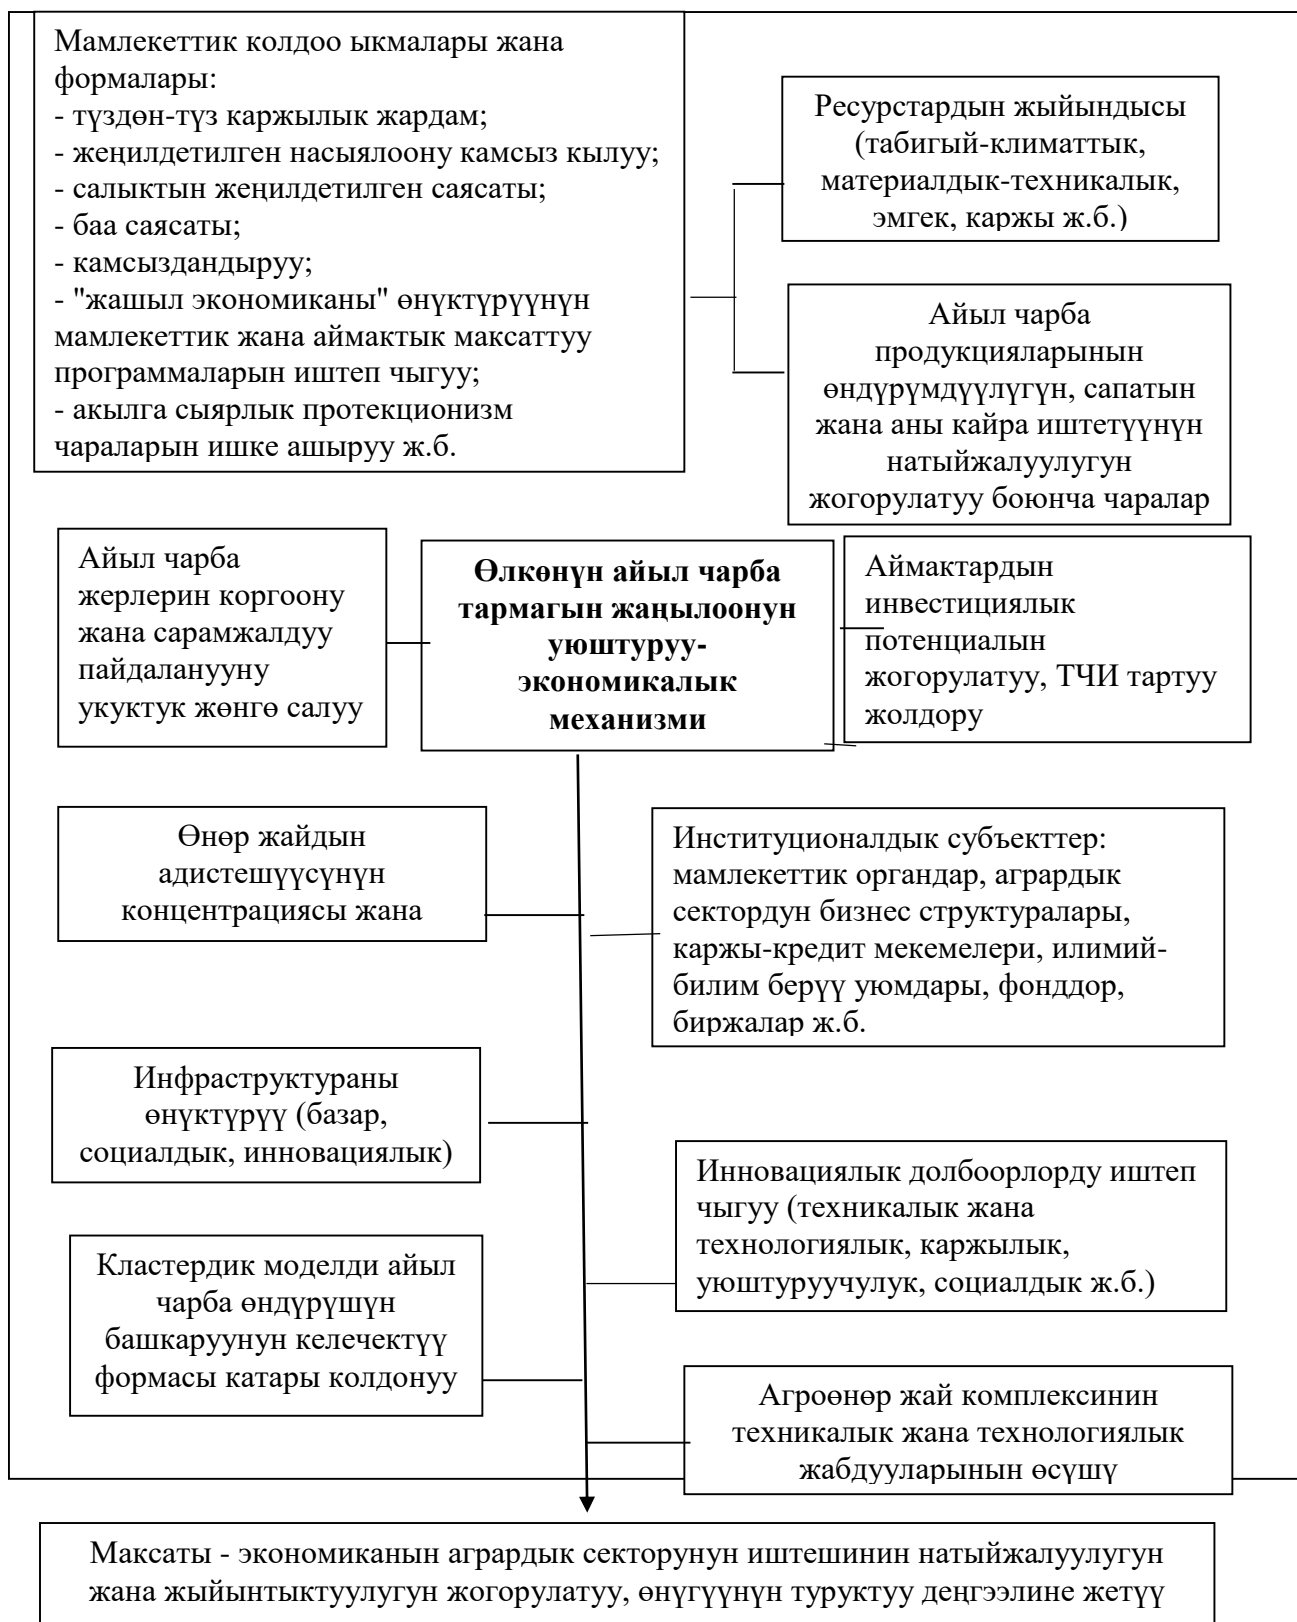 Мамлекеттик колдоо ыкмалары жана
формалары:
- түздөн-түз каржылык жардам;
- жеңилдетилген насыялоону камсыз кылуу;
- салыктын жеңилдетилген саясаты;
- баа саясаты;
- камсыздандыруу;
- "жашыл экономиканы" өнүктүрүүнүн
мамлекеттик жана аймактык максаттуу
программаларын иштеп чыгуу;
- акылга сыярлык протекционизм
чараларын ишке ашыруу ж.б.
Ресурстардын жыйындысы
(табигый-климаттык,
материалдык-техникалык,
эмгек, каржы ж.б.)
Айыл чарба
продукцияларынын
өндүрүмдүүлүгүн, сапатын
жана аны кайра иштетүүнүн
натыйжалуулугун
жогорулатуу боюнча чаралар
Айыл чарба
жерлерин коргоону
жана сарамжалдуу
пайдаланууну
укуктук жөнгө салуу
Өлкөнүн айыл чарба
тармагын жаңылоонун
уюштуруу-
экономикалык
механизми
Аймактардын
инвестициялык
потенциалын
жогорулатуу, ТЧИ тартуу
жолдору
Өнөр жайдын
адистешүүсүнүн
концентрациясы жана
Институционалдык субъекттер:
мамлекеттик органдар, агрардык
сектордун бизнес структуралары,
каржы-кредит мекемелери, илимий-
билим берүү уюмдары, фонддор,
биржалар ж.б.
Инфраструктураны
өнүктүрүү (базар,
социалдык, инновациялык)
Инновациялык долбоорлорду иштеп
чыгуу (техникалык жана
технологиялык, каржылык,
уюштуруучулук, социалдык ж.б.)
Кластердик моделди айыл
чарба өндүрүшүн
башкаруунун келечектүү
формасы катары колдонуу
Агроөнөр жай комплексинин
техникалык жана технологиялык
жабдууларынын өсүшү
Максаты - экономиканын агрардык секторунун иштешинин натыйжалуулугун
жана жыйынтыктуулугун жогорулатуу, өнүгүүнүн туруктуу деңгээлине жетүү